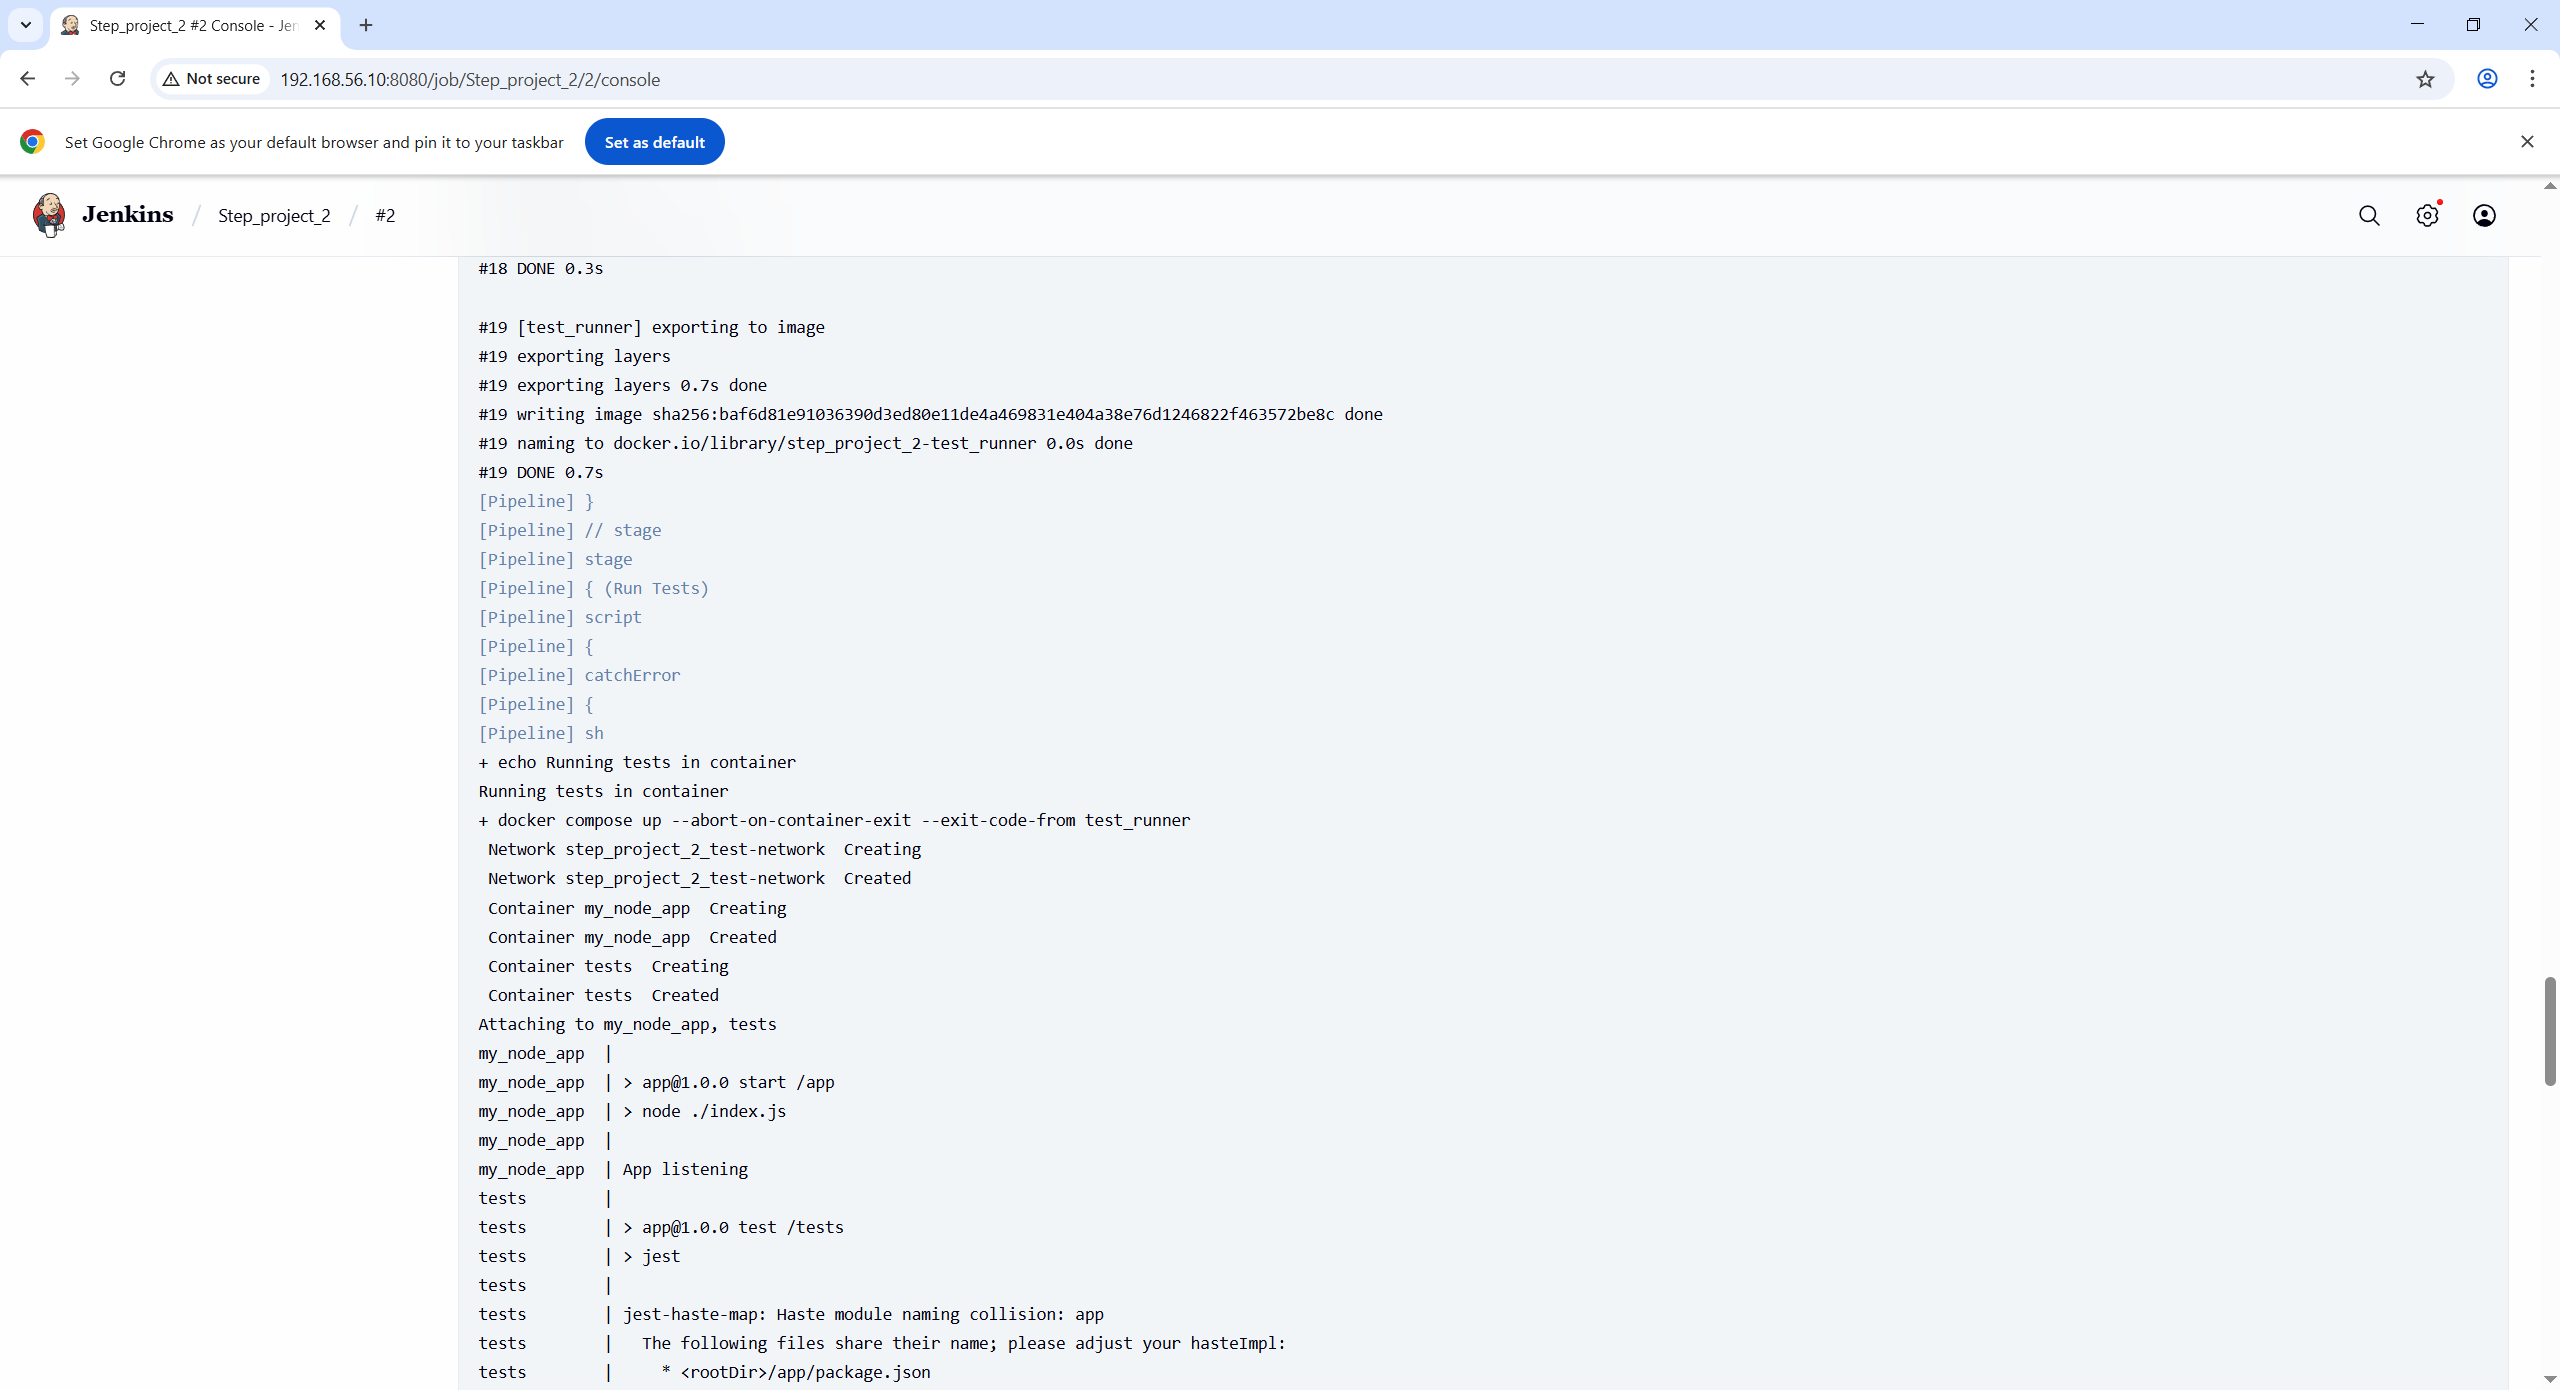 Step_project_2 #2 Console - Jen
Not secure
192.168.56.10:8080/job/Step_project_2/2/console
Set Google Chrome as your default browser and pin it to your taskbar
Set as default
Jenkins / Step_project_2 / #2
#18 DONE 0.3s
#19 [test_runner] exporting to image
#19 exporting layers
#19 exporting layers 0.7s done
#19 writing image sha256:baf6d81e91036390d3ed80e11de4a469831e404a38e76d1246822f463572be8c done
#19 naming to docker.io/library/step_project_2-test_runner 0.0s done
#19 DONE 0.7s
[Pipeline] }
[Pipeline] // stage
[Pipeline] stage
[Pipeline] { (Run Tests)
[Pipeline] script
[Pipeline] {
[Pipeline] catchError
[Pipeline] {
[Pipeline] sh
+ echo Running tests in container
Running tests in container
+ docker compose up --abort-on-container-exit --exit-code-from test_runner
Network step_project_2_test-network  Creating
Network step_project_2_test-network  Created
Container my_node_app  Creating
Container my_node_app  Created
Container tests  Creating
Container tests  Created
Attaching to my_node_app, tests
my_node_app  |
my_node_app  | > app@1.0.0 start /app
my_node_app  | > node ./index.js
my_node_app  |
my_node_app  | App listening
tests        |
tests        | > app@1.0.0 test /tests
tests        | > jest
tests        |
tests        | jest-haste-map: Haste module naming collision: app
tests        |   The following files share their name; please adjust your hasteImpl:
tests        |     * <rootDir>/app/package.json